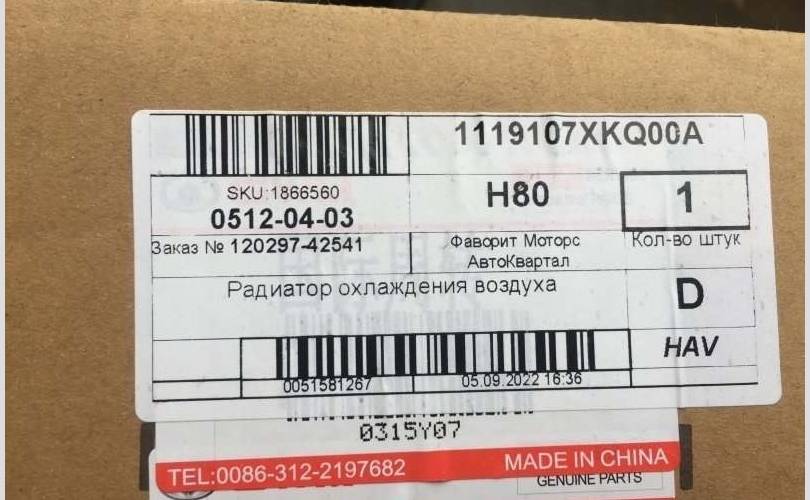 1119107XKQ00A
SKU:1866560
0512-04-03
H80
1
Заказ № 120297-42541
Фаворит Моторс
АвтоКвартал
Кол-во штук
Радиатор охлаждения воздуха
D
HAV
0051581267
05.09.2022 16:36
0315Y07
TEL:0086-312-2197682
MADE IN CHINA
GENUINE PARTS